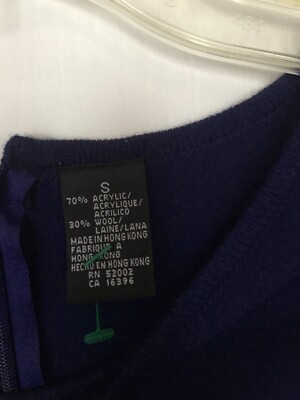 S
70% ACRYLIC/
ACRYLIQUE/
ACRILICO
30% WOOL/
LAINE/LANA
MADE IN HONG KONG
FABRIQUE A
HONG KONG
HECHO EN HONG KONG
RN 52002
CA 16396